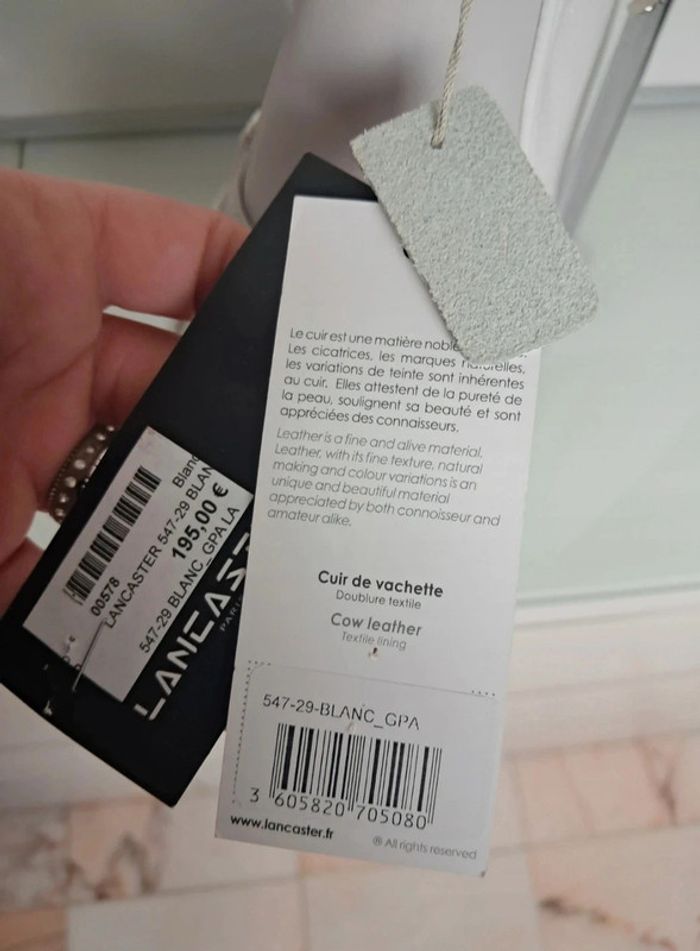 Le cuir est une matière noble
Les cicatrices, les marques naturelles,
les variations de teinte sont inhérentes
au cuir. Elles attestent de la pureté de
la peau, soulignent sa beauté et sont
appréciées des connaisseurs.
Leather is a fine and alive material.
Leather, with its fine texture, natural
making and colour variations is an
unique and beautiful material
appreciated by both connoisseur and
amateur alike.
Cuir de vachette
Doublure textile
Cow leather
Textile lining
547-29-BLANC_GPA
3 605820 705080
www.lancaster.fr
® All rights reserved
00578
LANCASTER 547-29 BLAN
Blanc
195,00 €
547-29 BLANC_GPA LA
LANCAS
PARIS